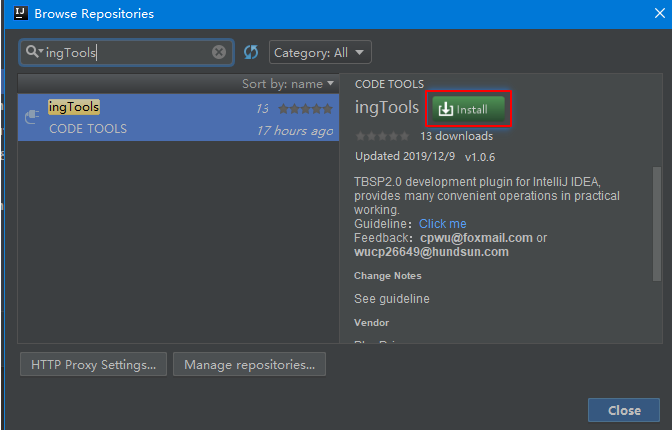 IJ Browse Repositories
ingTools
Category: All
Sort by: name
ingTools 13
CODE TOOLS 17 hours ago
CODE TOOLS
ingTools Install
13 downloads
Updated 2019/12/9 v1.0.6
TBSP2.0 development plugin for IntelliJ IDEA,
provides many convenient operations in practical
working.
Guideline： Click me
Feedback： cpwu@foxmail.com or
wucp26649@hundsun.com
Change Notes
See guideline
Vendor
HTTP Proxy Settings...
Manage repositories...
Close